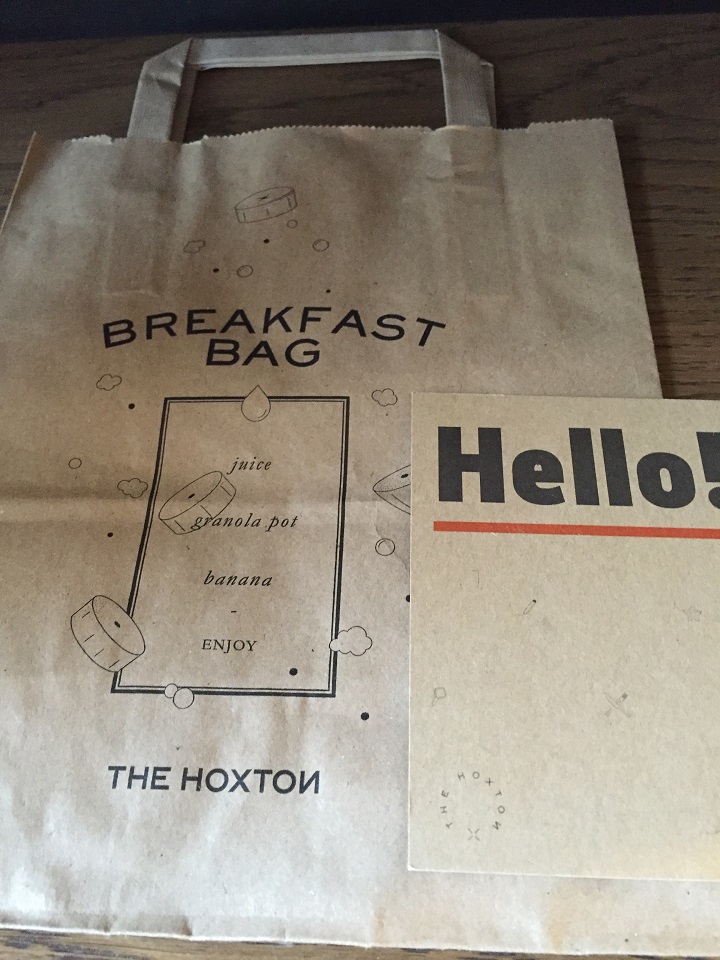 BREAKFAST
BAG
juice
granola pot
banana
-
ENJOY
THE HOXTON
Hello!
THE HOXTON